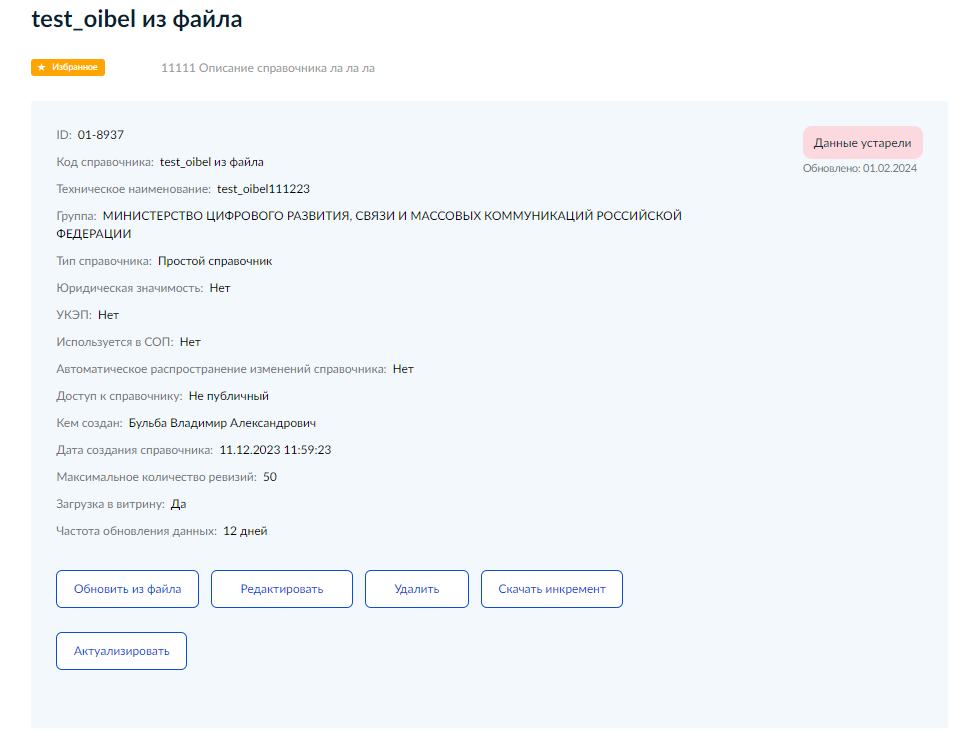 test_oibel из файла
★ Избранное 11111 Описание справочника ла ла ла
ID: 01-8937
Данные устарели
Обновлено: 01.02.2024
Код справочника: test_oibel из файла
Техническое наименование: test_oibel111223
Группа: МИНИСТЕРСТВО ЦИФРОВОГО РАЗВИТИЯ, СВЯЗИ И МАССОВЫХ КОММУНИКАЦИЙ РОССИЙСКОЙ
ФЕДЕРАЦИИ
Тип справочника: Простой справочник
Юридическая значимость: Нет
УКЭП: Нет
Используется в СОП: Нет
Автоматическое распространие изменений справочника: Нет
Доступ к справочнику: Не публичный
Кем создан: Бульба Владимир Александрович
Дата создания справочника: 11.12.2023 11:59:23
Максимальное количество ревизий: 50
Загрузка в витрину: Да
Частота обновления данных: 12 дней
Обновить из файла Редактировать Удалить Скачать инкремент
Актуализировать